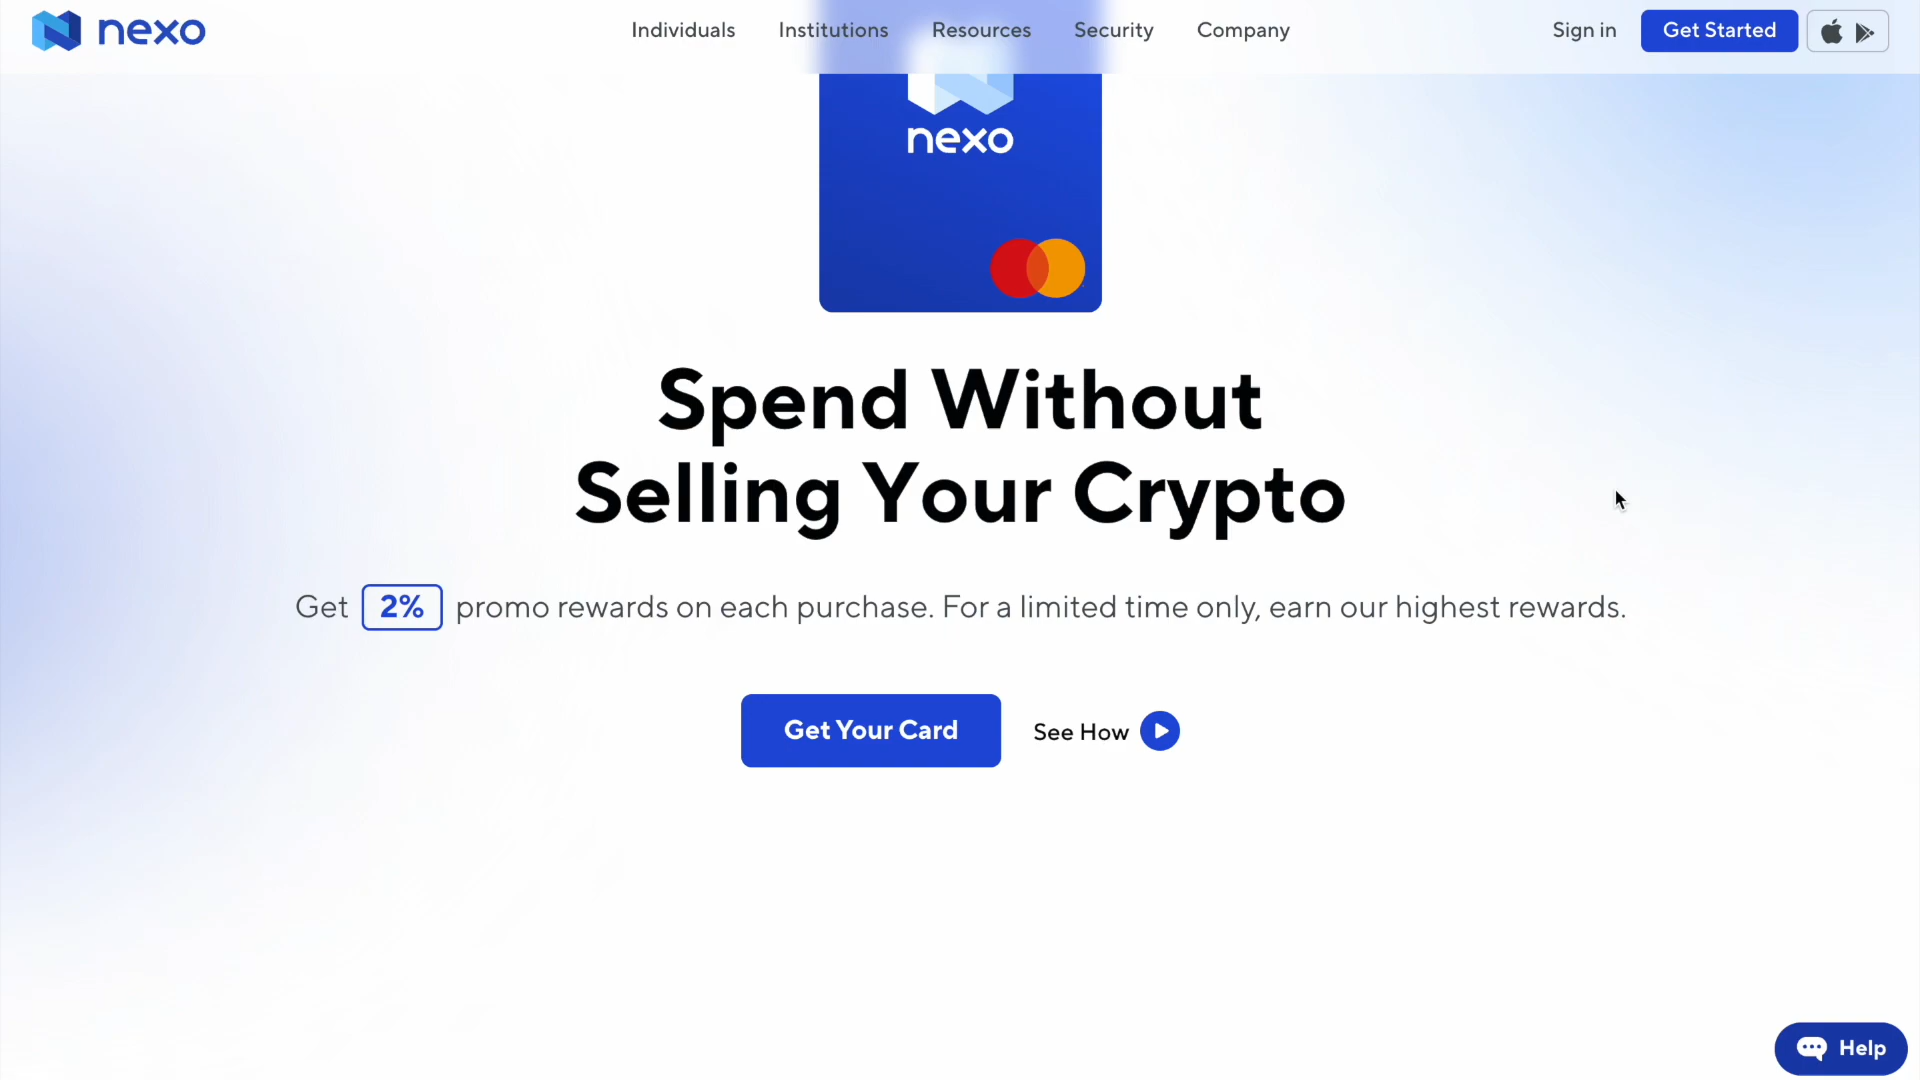 nexo
Individuals Institutions Resources Security Company
Sign in Get Started
nexo
Spend Without
Selling Your Crypto
Get 2% promo rewards on each purchase. For a limited time only, earn our highest rewards.
Get Your Card See How
Help